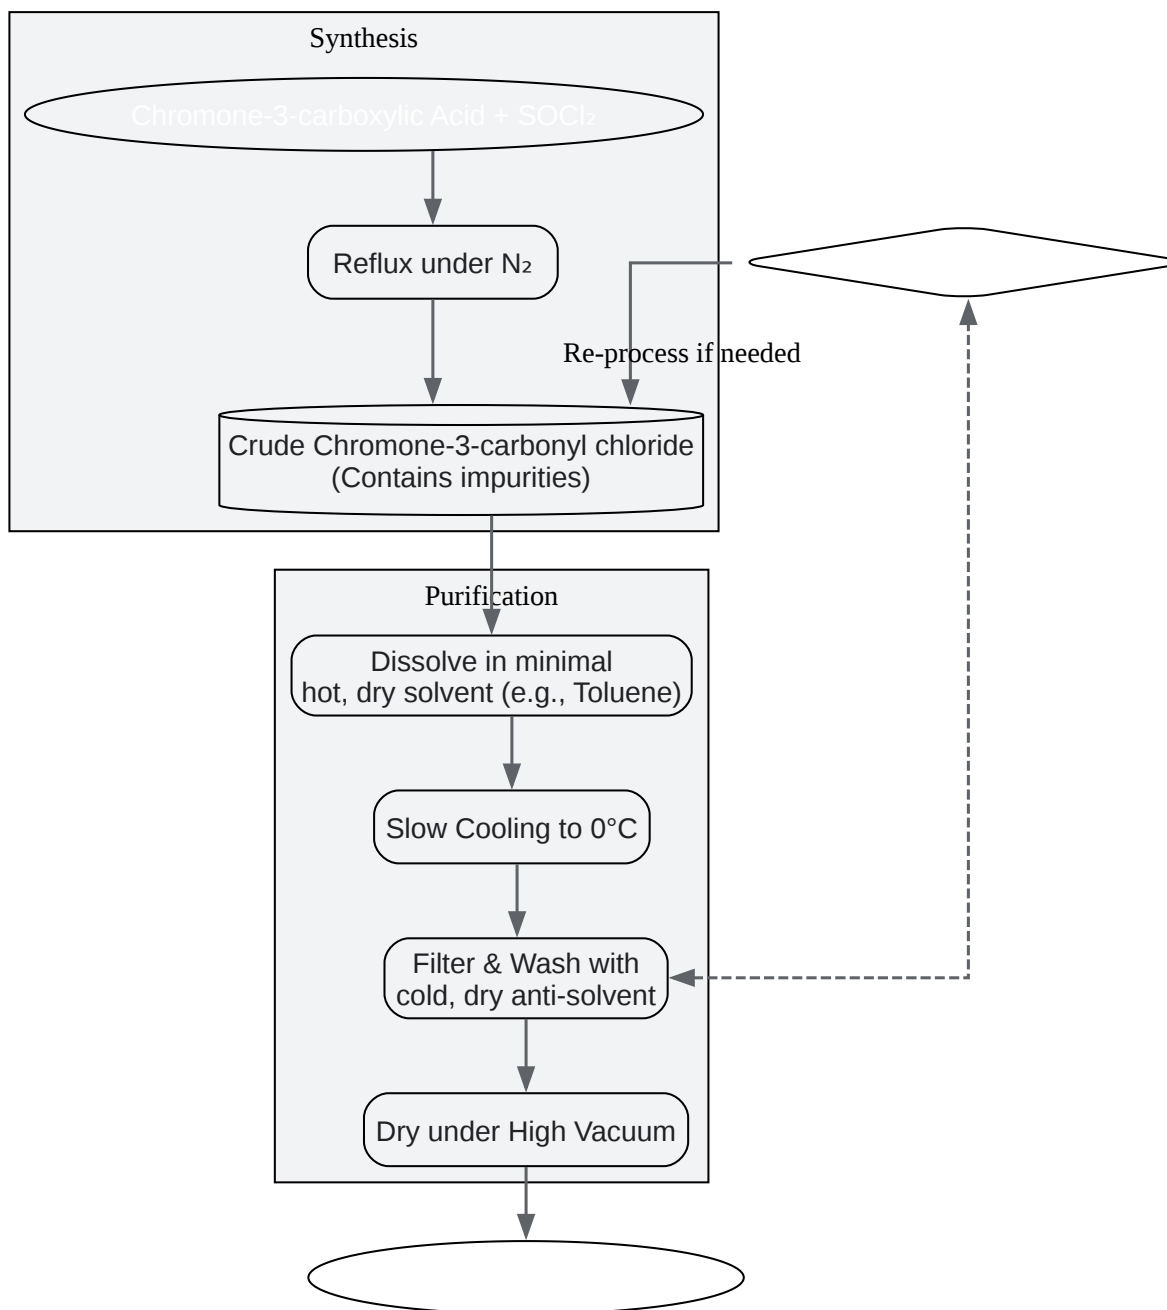 Synthesis
Chromone-3-carboxylic Acid + SOCl₂
Reflux under N₂
Re-process if needed
Crude Chromone-3-carbonyl chloride
(Contains impurities)
Purification
Dissolve in minimal
hot, dry solvent (e.g., Toluene)
Slow Cooling to 0°C
Filter & Wash with
cold, dry anti-solvent
Dry under High Vacuum